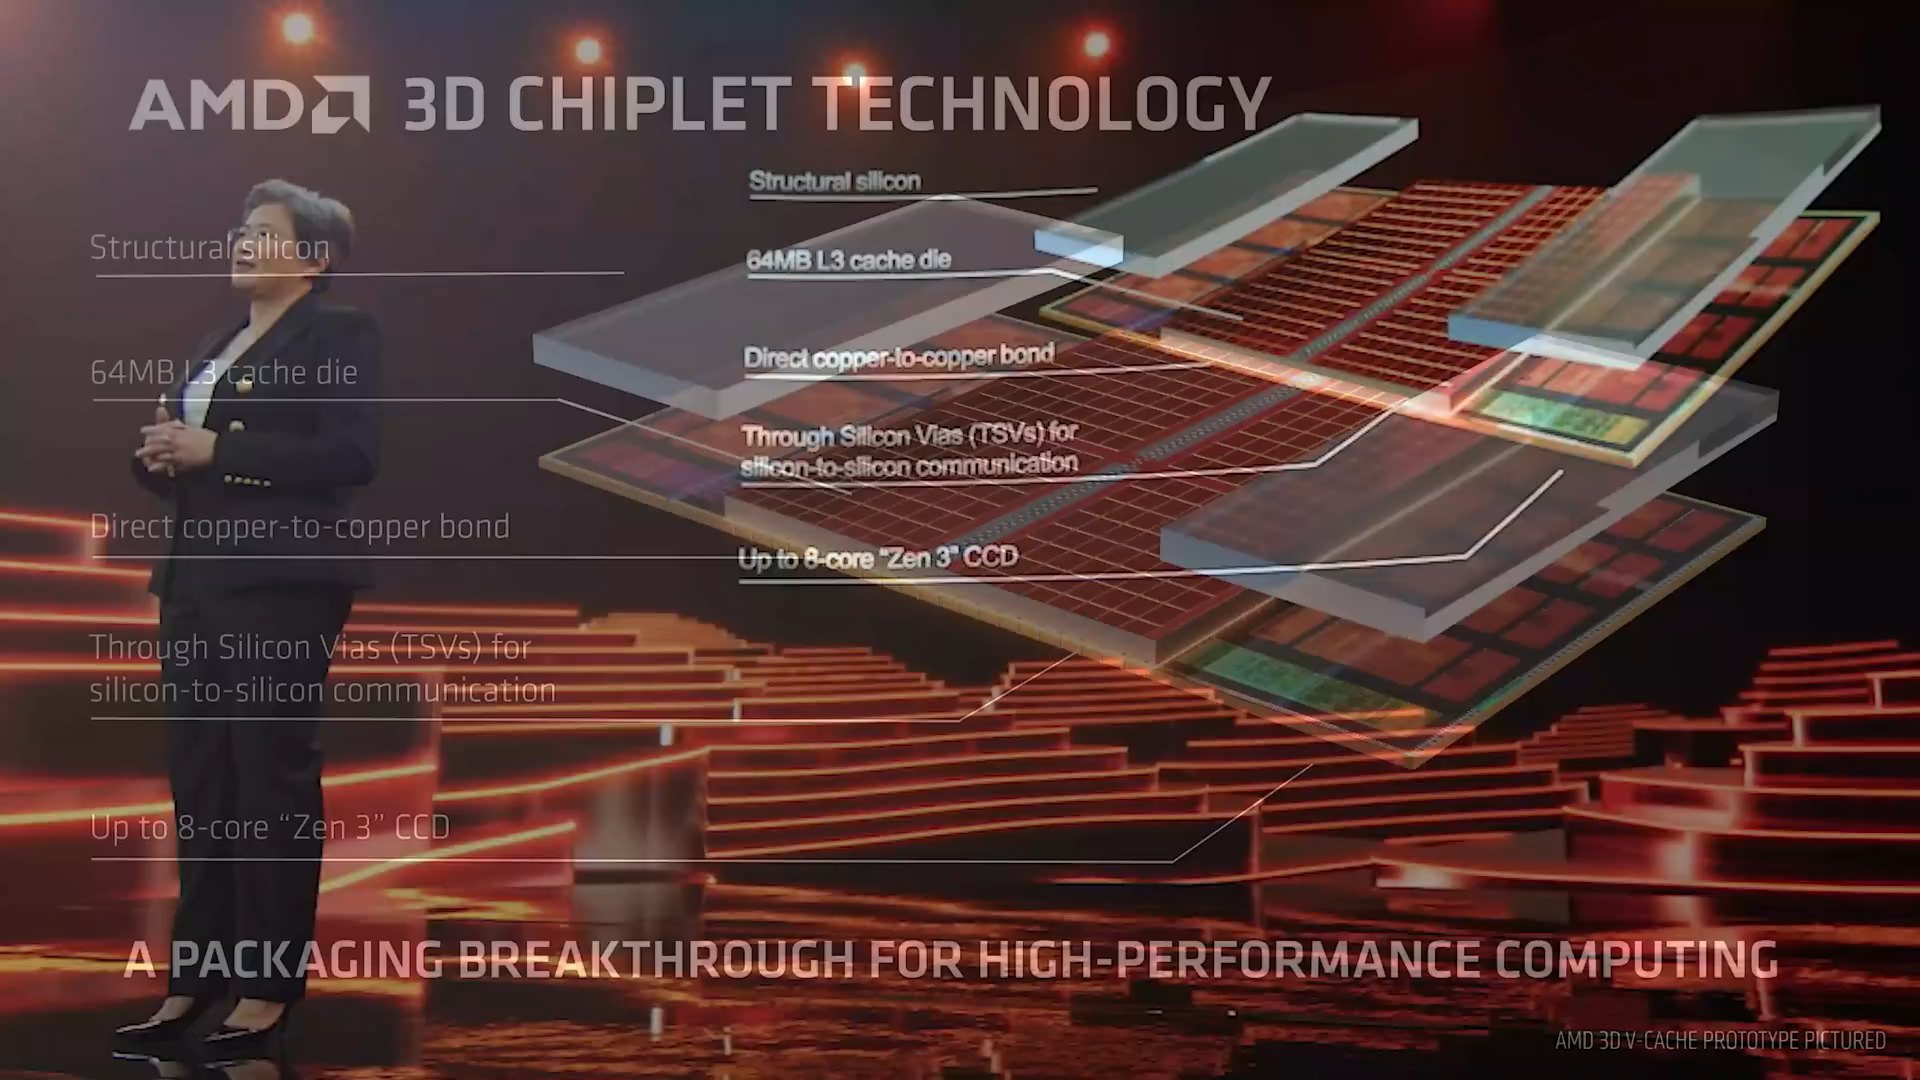 AMD 3D CHIPLET TECHNOLOGY
Structural silicon
64MB L3 cache die
Direct copper-to-copper bond
Through Silicon Vias (TSVs) for
silicon-to-silicon communication
Up to 8-core “Zen 3” CCD
Structural silicon
64MB L3 cache die
Direct copper-to-copper bond
Through Silicon Vias (TSVs) for
silicon-to-silicon communication
Up to 8-core “Zen 3” CCD
A PACKAGING BREAKTHROUGH FOR HIGH-PERFORMANCE COMPUTING
AMD 3D V-CACHE PROTOTYPE PICTURED